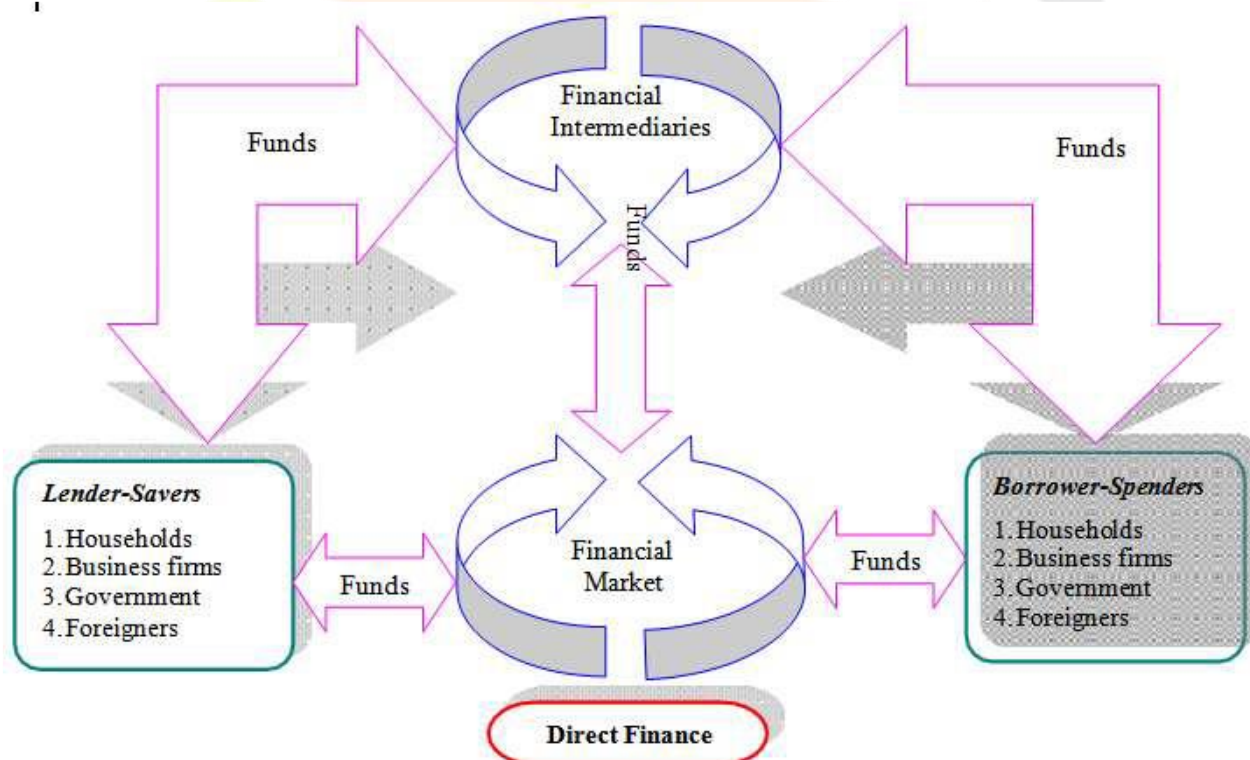 Financial
Intermediaries
Funds
Funds
Funds
Lender-Savers
1. Households
2. Business firms
3. Government
4. Foreigners
Funds
Financial
Market
Funds
Borrower-Spenders
1. Households
2. Business firms
3. Government
4. Foreigners
Direct Finance